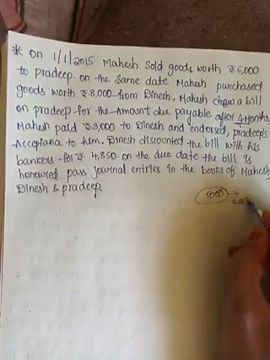 * On 1/1/2015 Mahesh sold goods worth ₹5,000
to pradeep on the same date Mahesh purchased
goods worth ₹8,000 from Dinesh, Mahesh drew a bill
on pradeep for the Amount due payable after 4 Months
Mahesh paid ₹3,000 to Dinesh and endorsed, pradeep's
Acceptance to him. Dinesh discounted the bill with his
bankers for ₹ 4,850 on the due date the bill is
honoured. pass journal entries in the books of Mahesh
Dinesh & pradeep